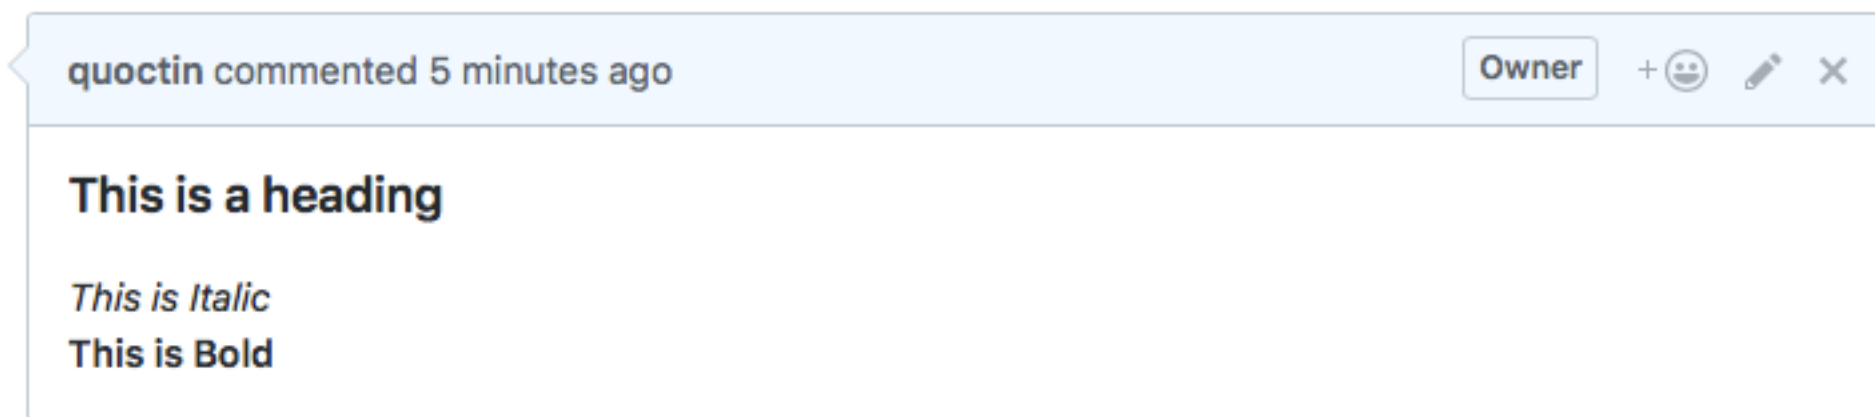 quoctin commented 5 minutes ago Owner
This is a heading
This is Italic
This is Bold